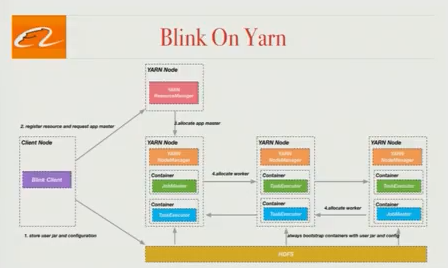 Blink On Yarn
YARN Node
YARN
ResourceManager
2. register resource and request app master
3.allocate app master
Client Node
Blink Client
YARN Node
YARN
NodeManager
Container
JobMaster
Container
TaskExecutor
4.allocate worker
YARN Node
YARN
NodeManager
Container
TaskExecutor
Container
TaskExecutor
4.allocate worker
YARN Node
YARN
NodeManager
Container
TaskExecutor
Container
JobMaster
1. store user jar and configuration
always bootstrap containers with user jar and config
HDFS